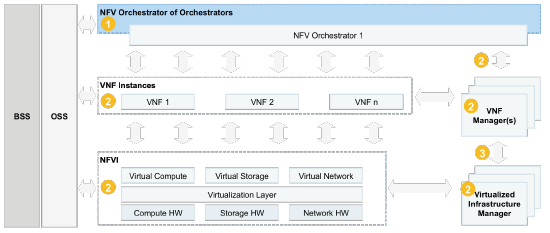 NFV Orchestrator of Orchestrators
1
NFV Orchestrator 1
2
BSS
OSS
VNF Instances
2
VNF 1
VNF 2
VNF n
2
VNF
Manager(s)
3
NFVI
2
Virtual Compute
Virtual Storage
Virtual Network
Virtualization Layer
Compute HW
Storage HW
Network HW
2
Virtualized
Infrastructure
Manager